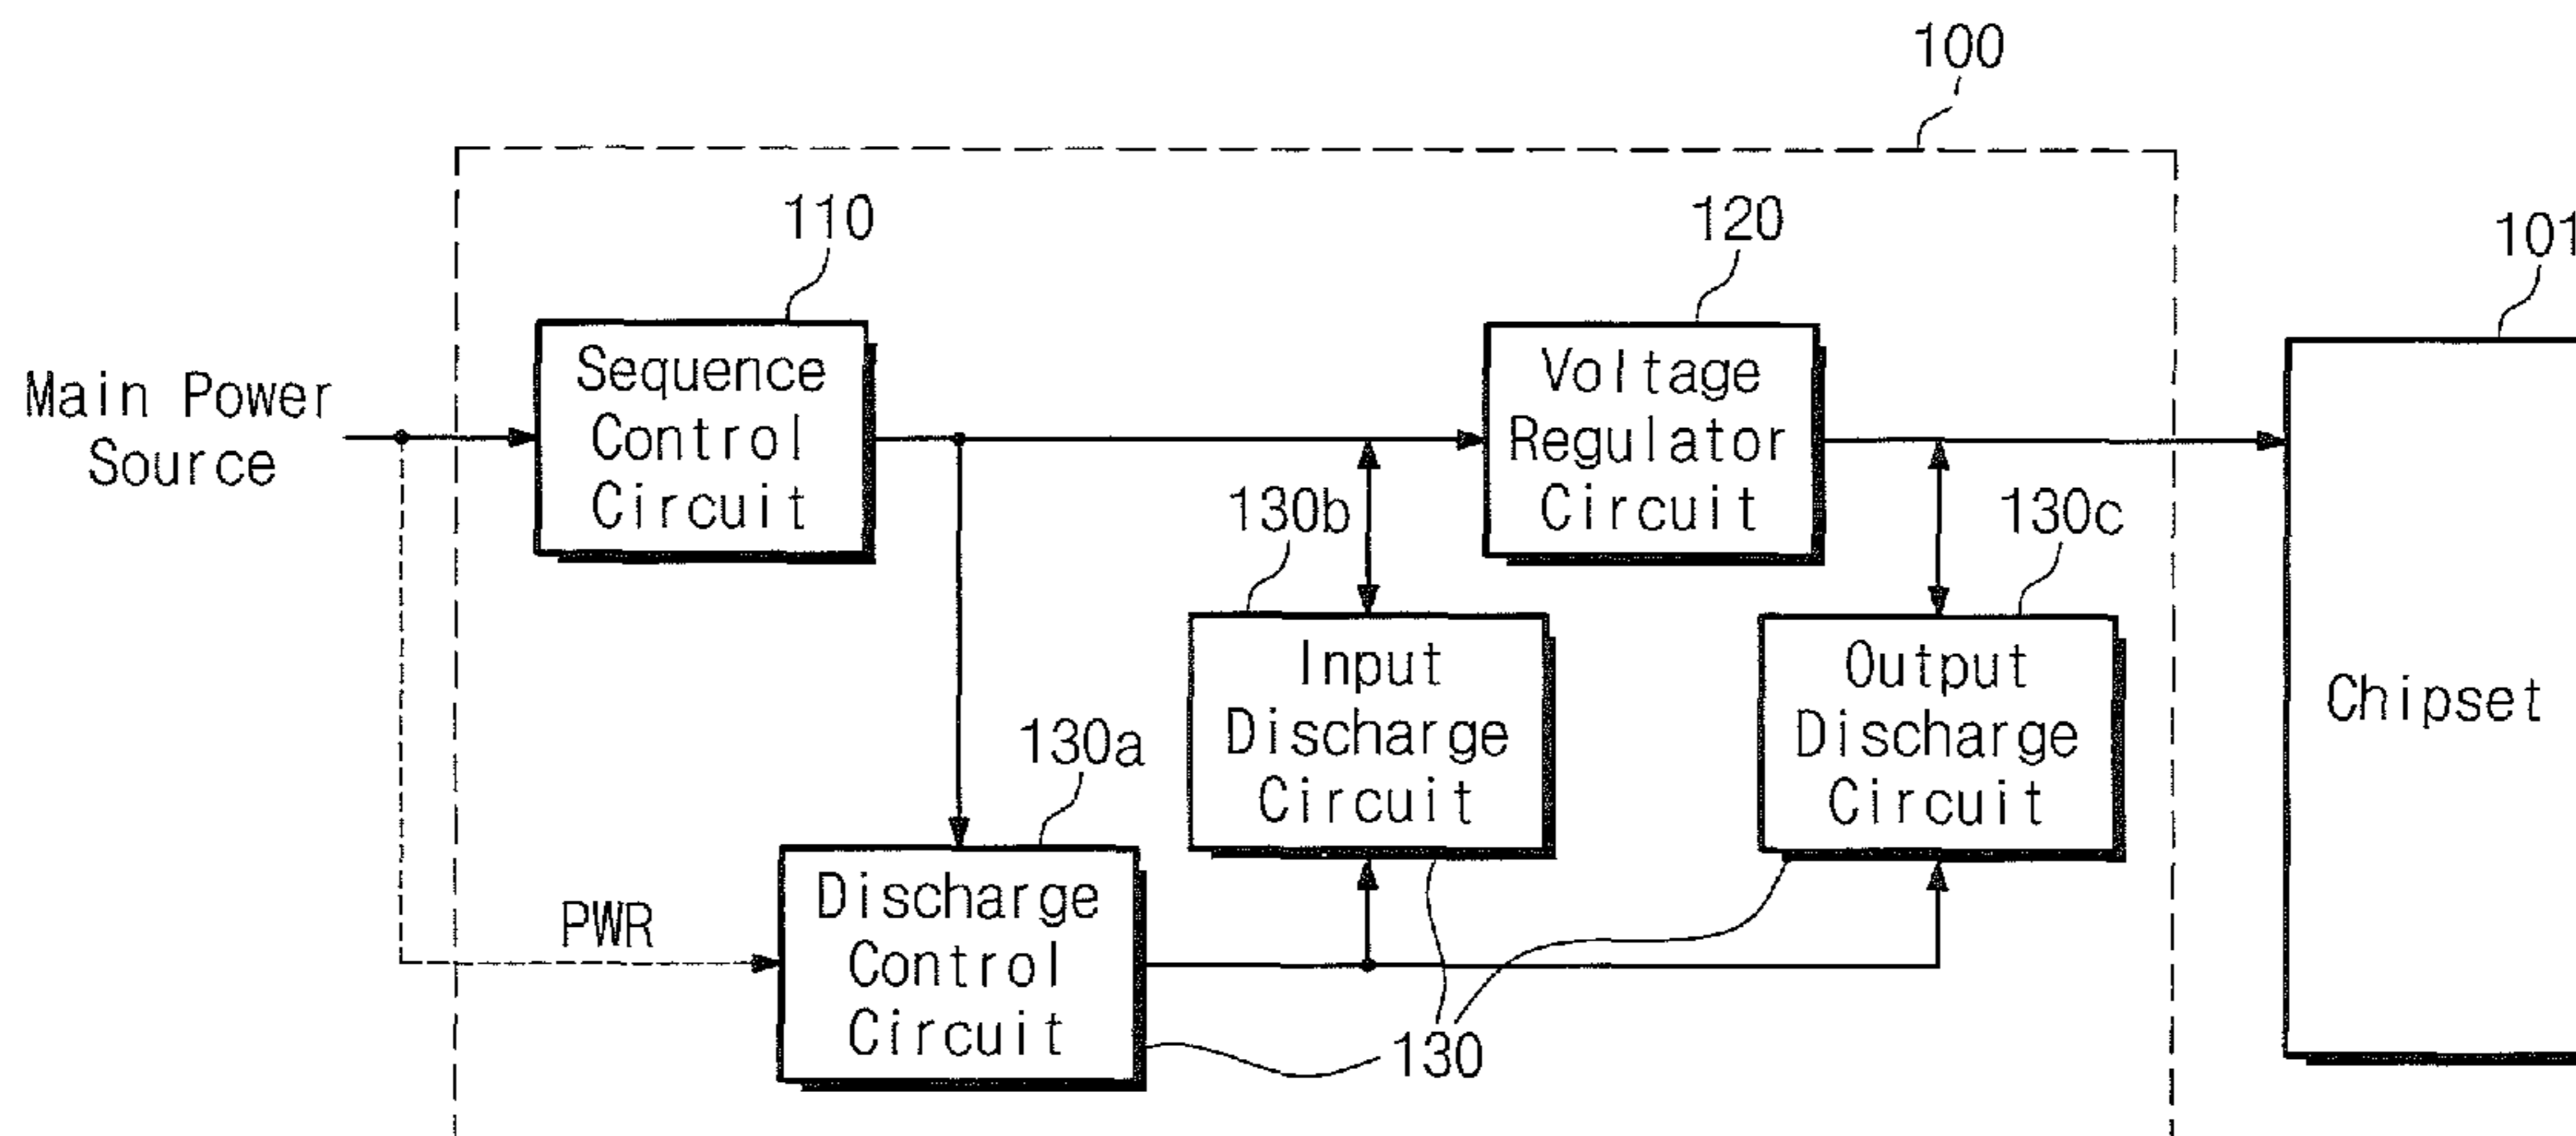 100
110
120
101
Main Power
Source
Sequence
Control
Circuit
Voltage
Regulator
Circuit
130b
130c
Input
Discharge
Circuit
Output
Discharge
Circuit
Chipset
130a
PWR
Discharge
Control
Circuit
130